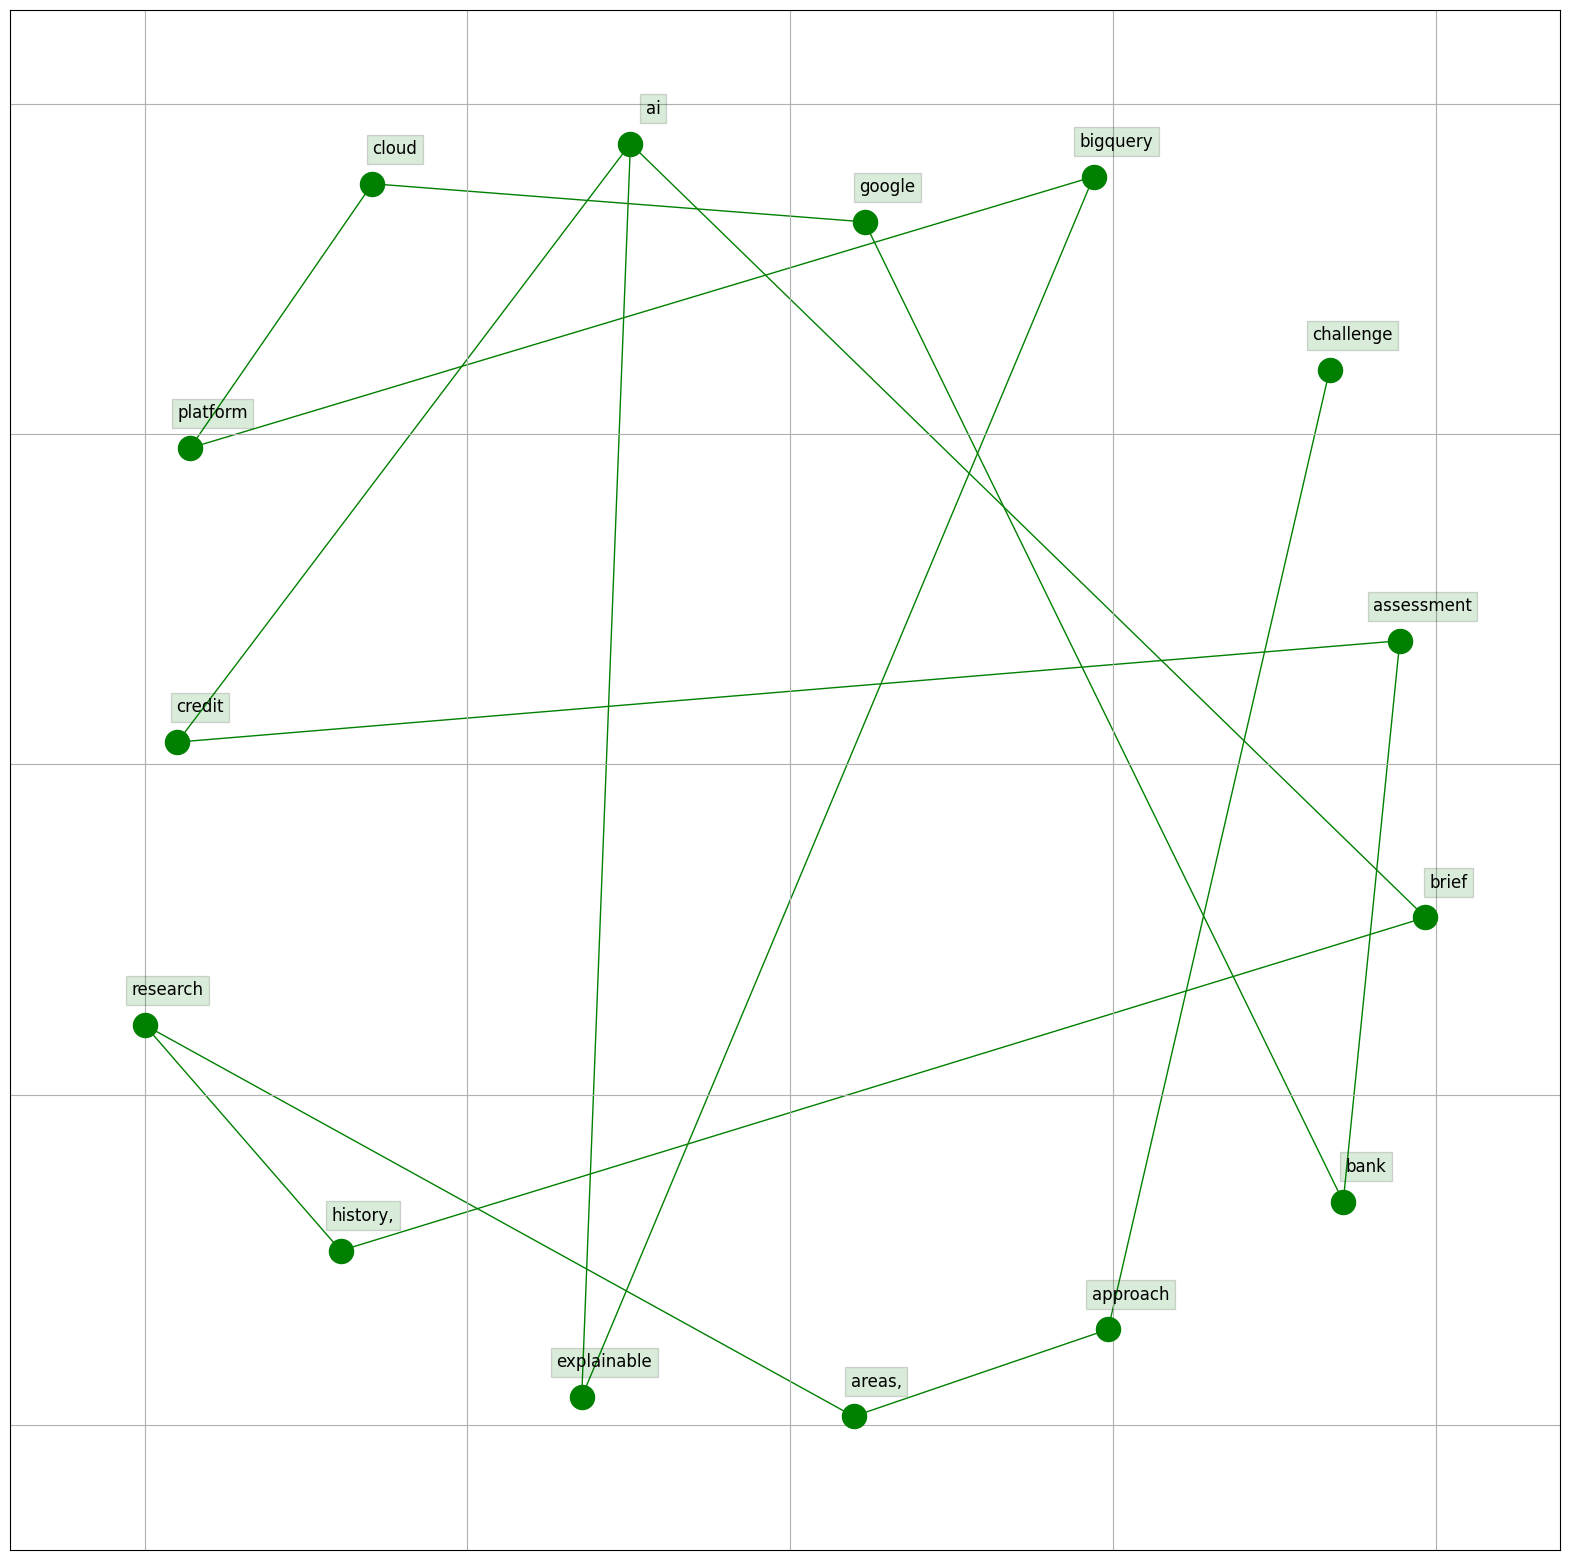 ai
cloud
bigquery
google
challenge
platform
assessment
credit
brief
research
bank
history,
approach
explainable
areas,